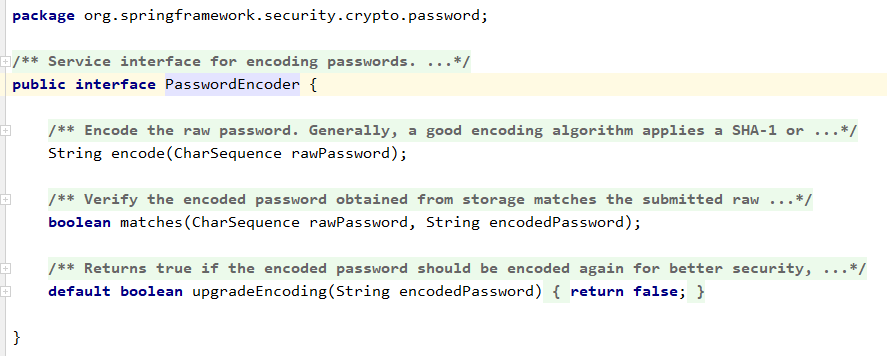 package org.springframework.security.crypto.password;
/** Service interface for encoding passwords. ...*/
public interface PasswordEncoder {
/** Encode the raw password. Generally, a good encoding algorithm applies a SHA-1 or ...*/
String encode(CharSequence rawPassword);
/** Verify the encoded password obtained from storage matches the submitted raw ...*/
boolean matches(CharSequence rawPassword, String encodedPassword);
/** Returns true if the encoded password should be encoded again for better security, ...*/
default boolean upgradeEncoding(String encodedPassword) { return false; }
}